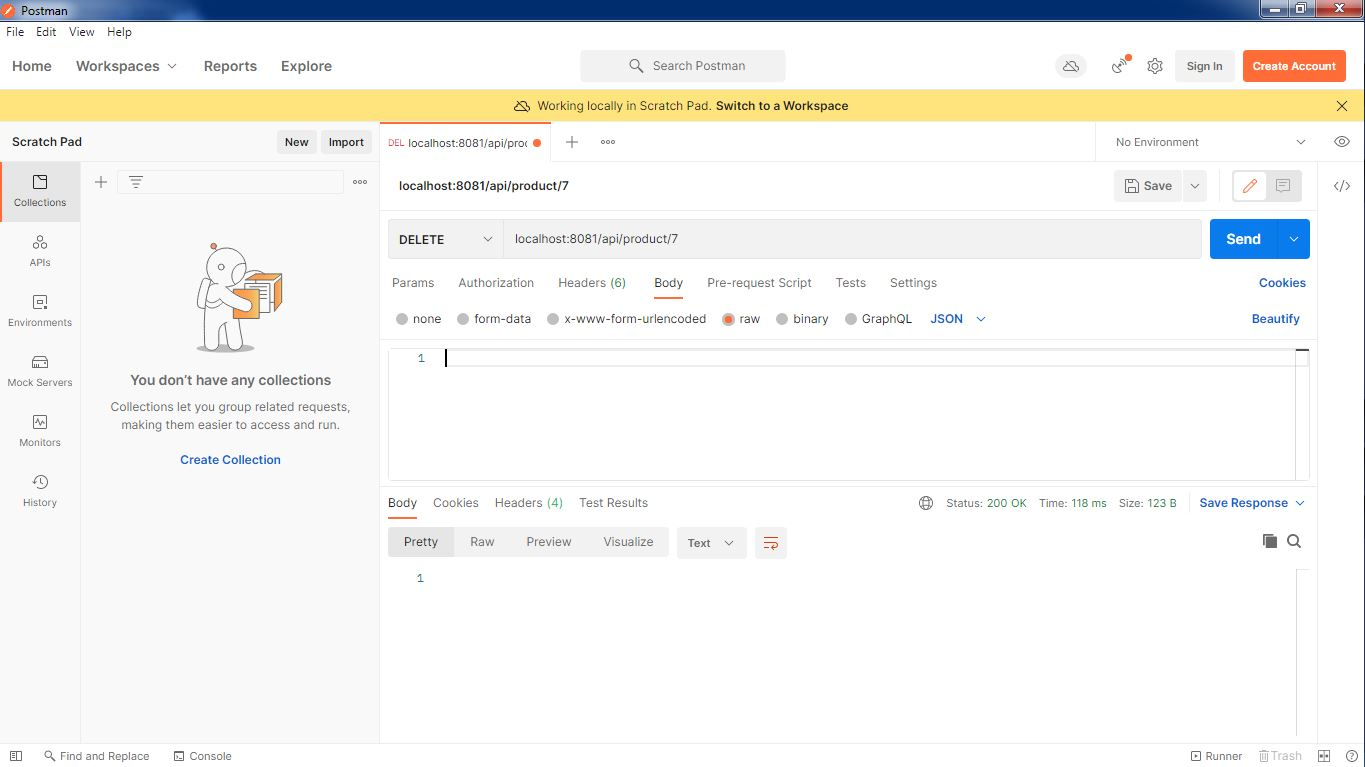 Postman
File Edit View Help
Home Workspaces Reports Explore Search Postman Sign In Create Account
Working locally in Scratch Pad. Switch to a Workspace
Scratch Pad New Import DEL localhost:8081/api/pro No Environment
localhost:8081/api/product/7 Save
Collections
DELETE localhost:8081/api/product/7 Send
APIs
Params Authorization Headers (6) Body Pre-request Script Tests Settings Cookies
Environments
none form-data x-www-form-urlencoded raw binary GraphQL JSON Beautify
1
Mock Servers
You don't have any collections
Collections let you group related requests,
making them easier to access and run.
Monitors
Create Collection
History
Body Cookies Headers (4) Test Results Status: 200 OK Time: 118 ms Size: 123 B Save Response
Pretty Raw Preview Visualize Text
1
Find and Replace Console Runner Trash